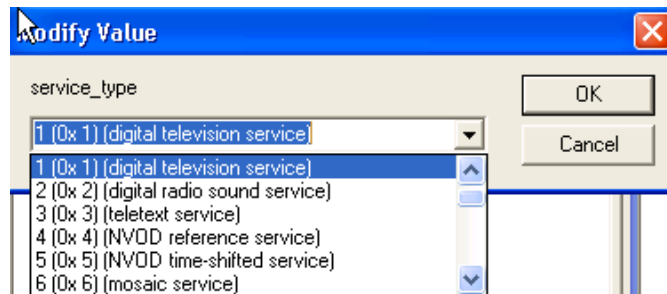 Modify Value
service_type
OK
1 (0x 1) (digital television service)
Cancel
1 (0x 1) (digital television service)
2 (0x 2) (digital radio sound service)
3 (0x 3) (teletext service)
4 (0x 4) (NVOD reference service)
5 (0x 5) (NVOD time-shifted service)
6 (0x 6) (mosaic service)